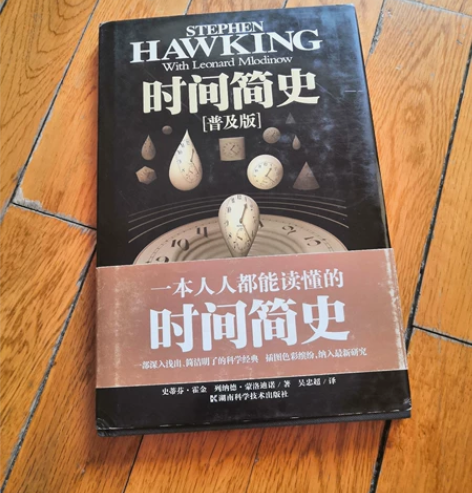 STEPHEN
HAWKING
With Leonard Mlodinow
时间简史
[普及版]
一本人人都能读懂的
时间简史
一部深入浅出、简洁明了的科学经典 插图色彩缤纷,纳入最新研究
史蒂芬·霍金 列纳德·蒙洛迪诺/著 吴忠超/译
湖南科学技术出版社